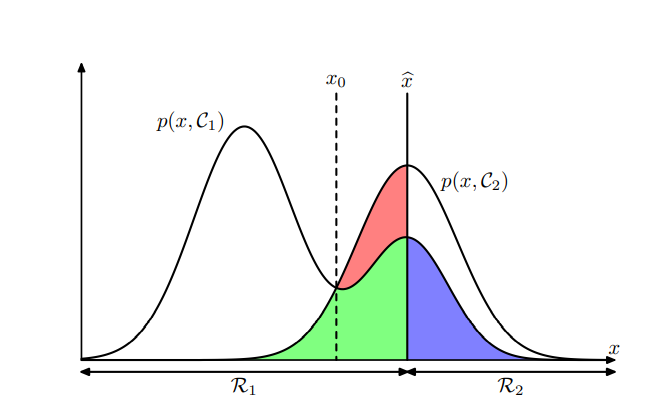 x₀
x̂
p(x, 𝒞₁)
p(x, 𝒞₂)
x
ℛ₁
ℛ₂